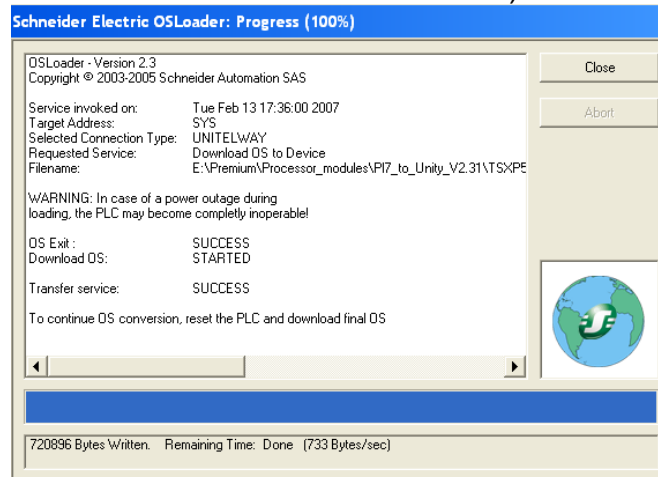 Schneider Electric OSLoader: Progress (100%)
OSLoader - Version 2.3
Copyright © 2003-2005 Schneider Automation SAS
Service invoked on: Tue Feb 13 17:36:00 2007
Target Address: SYS
Selected Connection Type: UNITELWAY
Requested Service: Download OS to Device
Filename: E:\Premium\Processor_modules\Pl7_to_Unity_V2.31\TSXP5
WARNING: In case of a power outage during
loading, the PLC may become completly inoperable!
OS Exit : SUCCESS
Download OS: STARTED
Transfer service: SUCCESS
To continue OS conversion, reset the PLC and download final OS
Close
Abort
720896 Bytes Written. Remaining Time: Done (733 Bytes/sec)